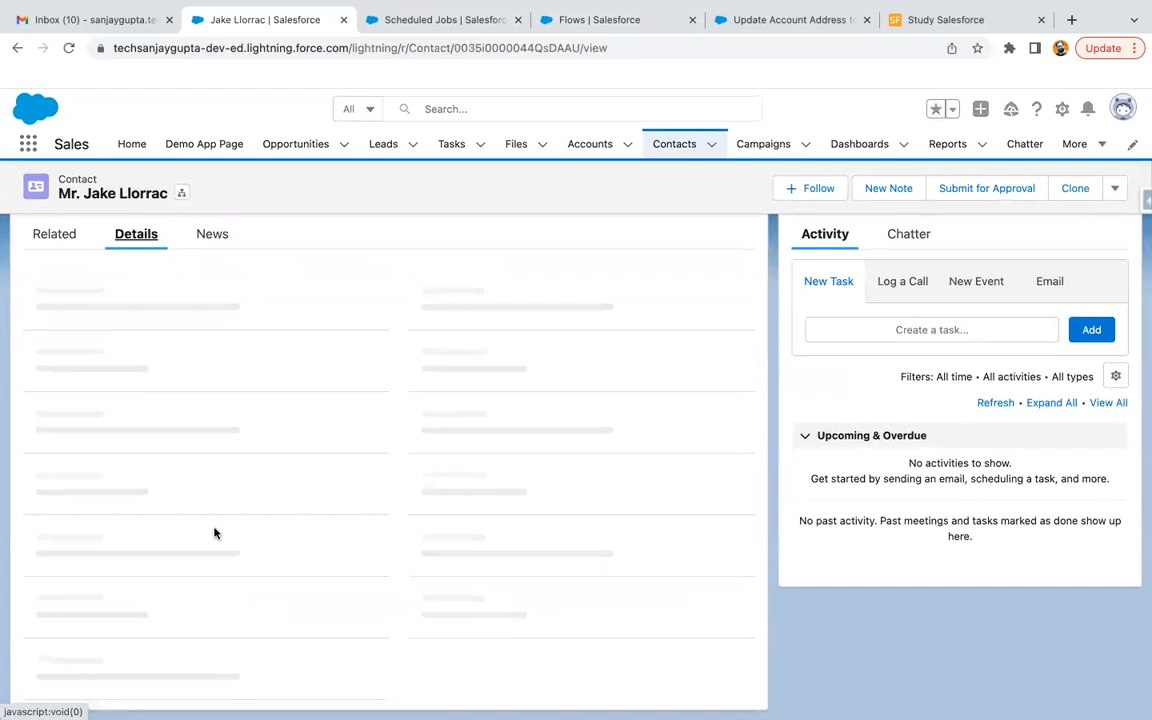 Inbox (10) - sanjaygupta.te
Jake Llorrac | Salesforce
Scheduled Jobs | Salesforc
Flows | Salesforce
Update Account Address to
SF
Study Salesforce
techsanjaygupta-dev-ed.lightning.force.com/lightning/r/Contact/0035i0000044QsDAAU/view
Update
All
Search...
Sales
Home
Demo App Page
Opportunities
Leads
Tasks
Files
Accounts
Contacts
Campaigns
Dashboards
Reports
Chatter
More
Contact
Mr. Jake Llorrac
+ Follow
New Note
Submit for Approval
Clone
Related
Details
News
Activity
Chatter
New Task
Log a Call
New Event
Email
Create a task...
Add
Filters: All time • All activities • All types
Refresh • Expand All • View All
Upcoming & Overdue
No activities to show.
Get started by sending an email, scheduling a task, and more.
No past activity. Past meetings and tasks marked as done show up
here.
javascript:void(0)